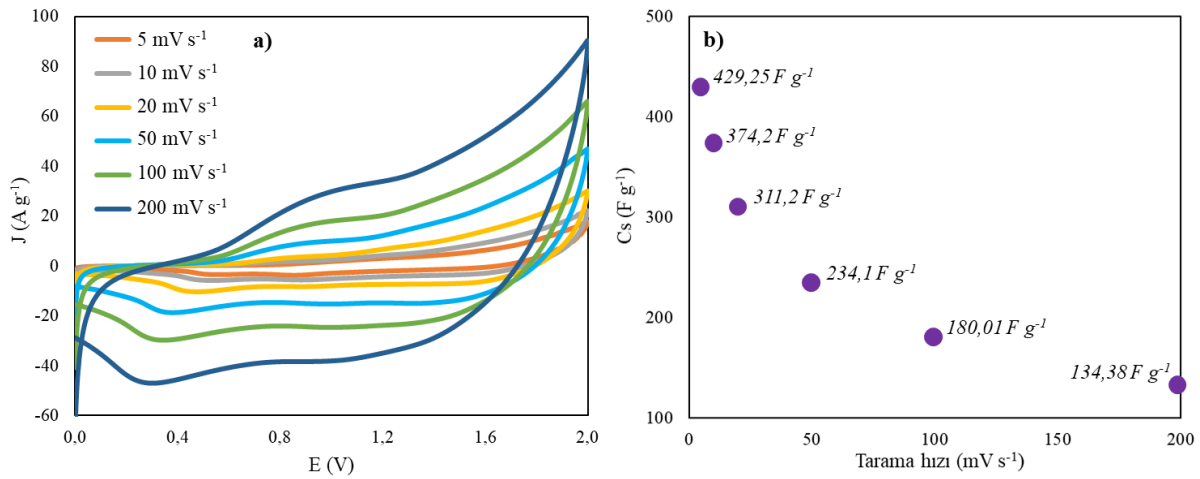 a)
5 mV s⁻¹
10 mV s⁻¹
20 mV s⁻¹
50 mV s⁻¹
100 mV s⁻¹
200 mV s⁻¹
J (A g⁻¹)
100
80
60
40
20
0
-20
-40
-60
0,0
0,4
0,8
1,2
1,6
2,0
E (V)
b)
429,25 F g⁻¹
374,2 F g⁻¹
311,2 F g⁻¹
234,1 F g⁻¹
180,01 F g⁻¹
134,38 F g⁻¹
Cs (F g⁻¹)
500
400
300
200
100
0
50
100
150
200
Tarama hızı (mV s⁻¹)